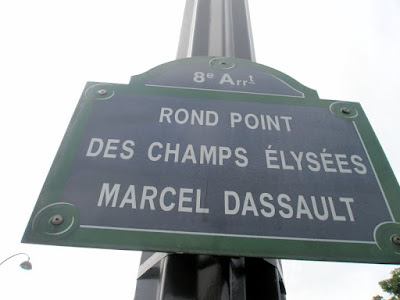 8e Arrt
ROND POINT
DES CHAMPS ÉLYSÉES
MARCEL DASSAULT